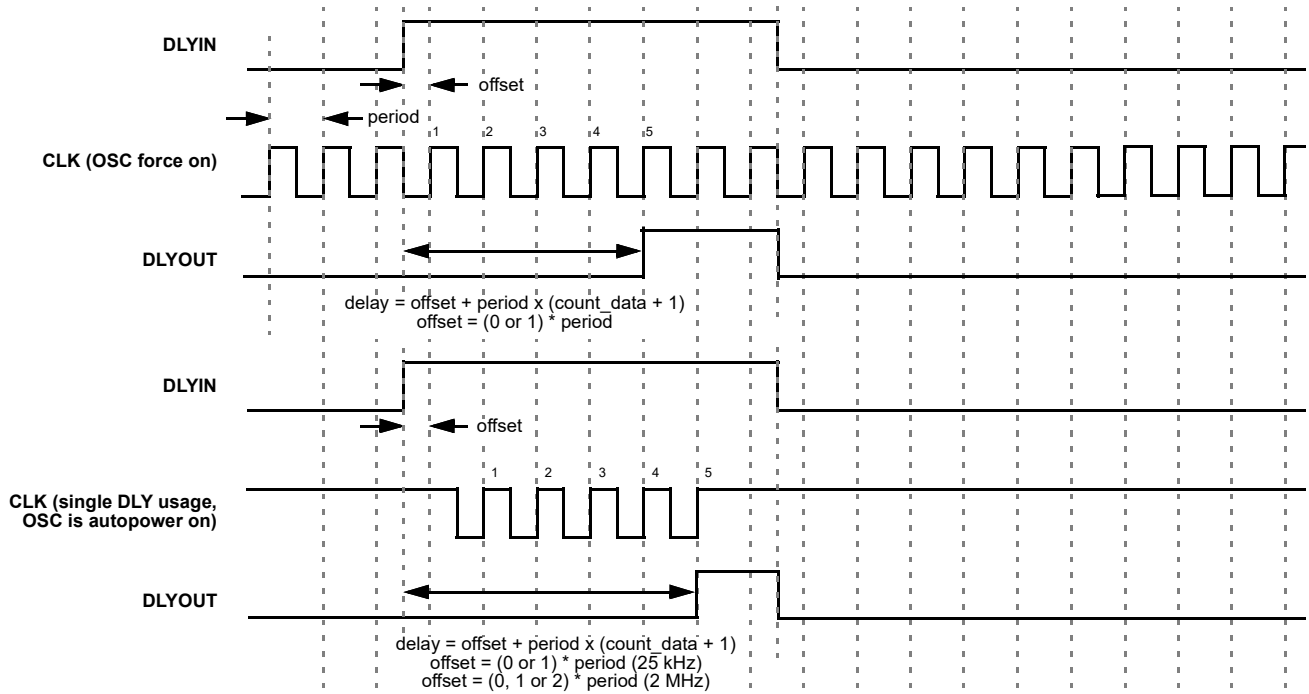 DLYIN
offset
period
1 2 3 4 5
CLK (OSC force on)
DLYOUT
delay = offset + period x (count_data + 1)
offset = (0 or 1) * period
DLYIN
offset
1 2 3 4 5
CLK (single DLY usage,
OSC is autopower on)
DLYOUT
delay = offset + period x (count_data + 1)
offset = (0 or 1) * period (25 kHz)
offset = (0, 1 or 2) * period (2 MHz)